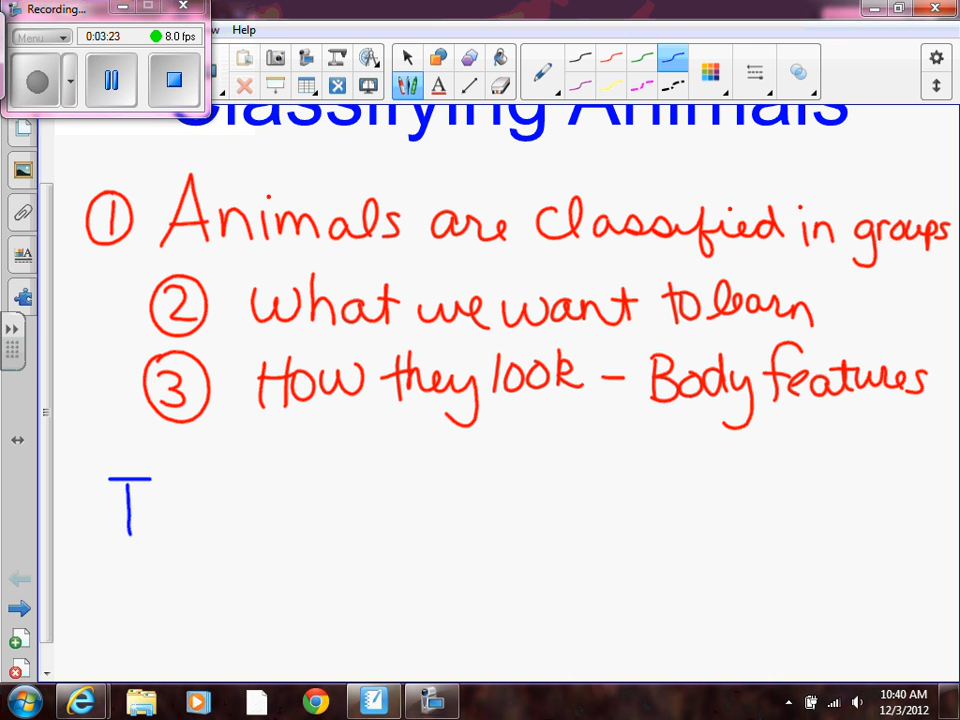 Recording...
Menu
0:03:23
8.0 fps
w Help
Classifying Animals
① Animals are classified in groups
② What we want to learn
③ How they look - Body features
T
10:40 AM
12/3/2012